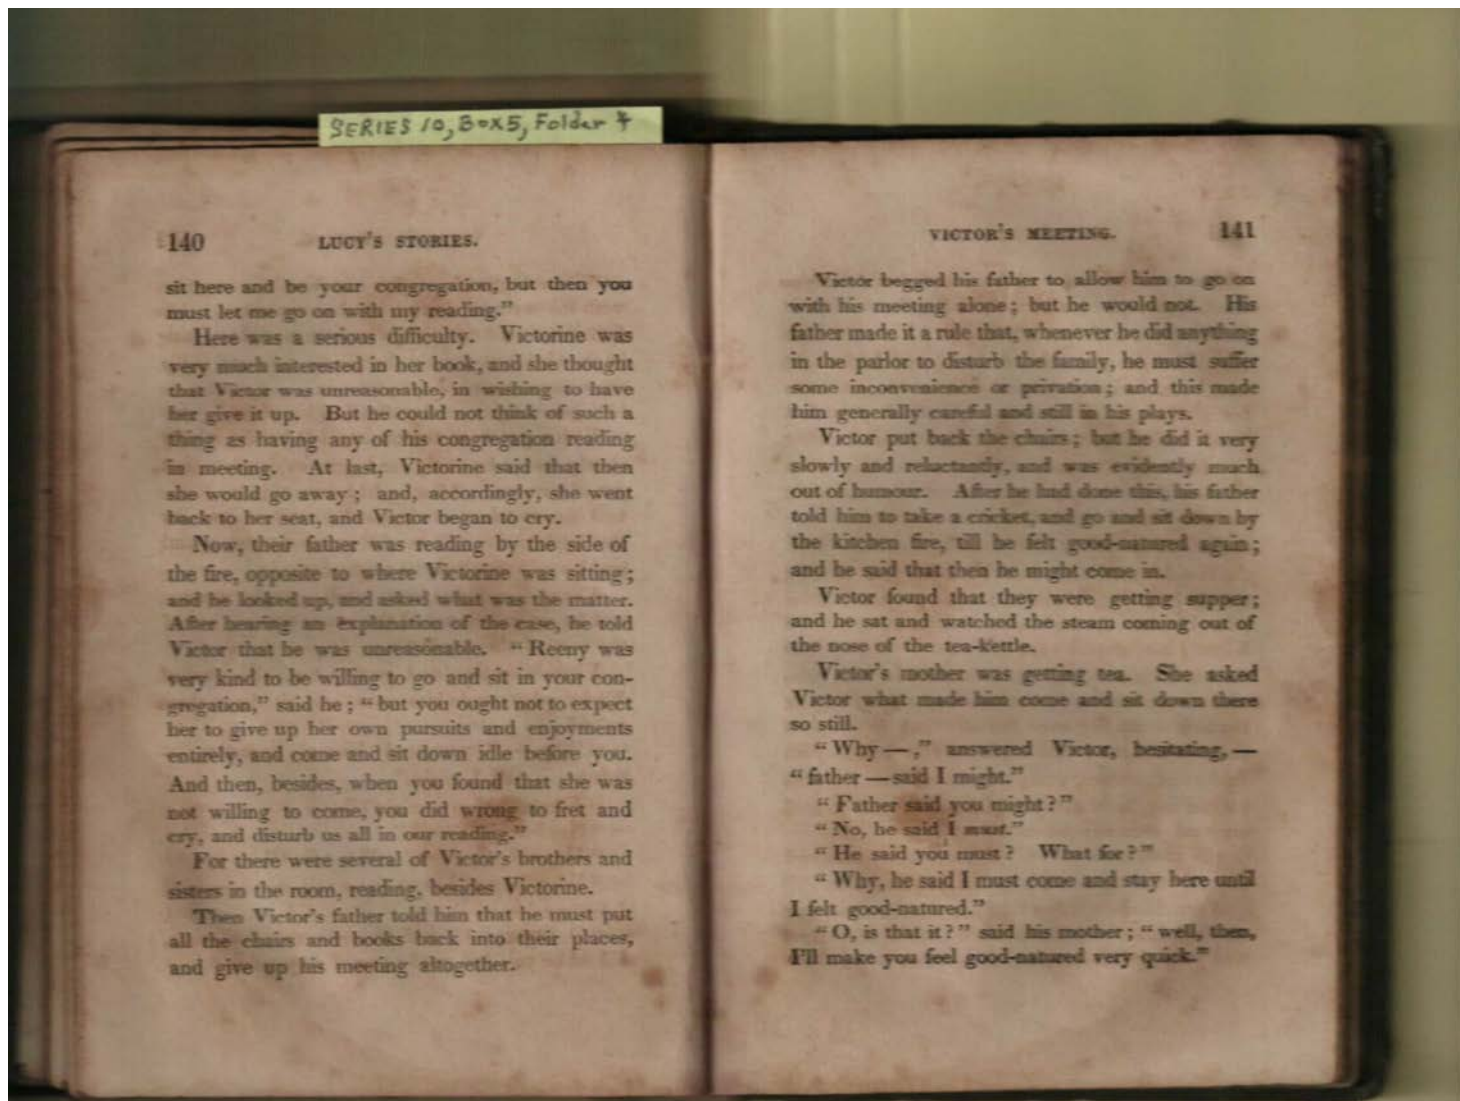 SERIES 10, Box 5, Folder 4
140 LUCY'S STORIES.
sit here and be your congregation, but then you
must let me go on with my reading."
Here was a serious difficulty. Victorine was
very much interested in her book, and she thought
that Victor was unreasonable, in wishing to have
her give it up. But he could not think of such a
thing as having any of his congregation reading
in meeting. At last, Victorine said that then
she would go away; and, accordingly, she went
back to her seat, and Victor began to cry.
Now, their father was reading by the side of
the fire, opposite to where Victorine was sitting;
and he looked up, and asked what was the matter.
After hearing an explanation of the case, he told
Victor that he was unreasonable. "Reeny was
very kind to be willing to go and sit in your con-
gregation," said he; "but you ought not to expect
her to give up her own pursuits and enjoyments
entirely, and come and sit down idle before you.
And then, besides, when you found that she was
not willing to come, you did wrong to fret and
cry, and disturb us all in our reading."
For there were several of Victor's brothers and
sisters in the room, reading, besides Victorine.
Then Victor's father told him that he must put
all the chairs and books back into their places,
and give up his meeting altogether.
VICTOR'S MEETING. 141
Victor begged his father to allow him to go on
with his meeting alone; but he would not. His
father made it a rule that, whenever he did anything
in the parlor to disturb the family, he must suffer
some inconvenience or privation; and this made
him generally careful and still in his plays.
Victor put back the chairs; but he did it very
slowly and reluctantly, and was evidently much
out of humour. After he had done this, his father
told him to take a cricket, and go and sit down by
the kitchen fire, till he felt good-natured again;
and he said that then he might come in.
Victor found that they were getting supper;
and he sat and watched the steam coming out of
the nose of the tea-kettle.
Victor's mother was getting tea. She asked
Victor what made him come and sit down there
so still.
"Why—," answered Victor, hesitating,—
"father—said I might."
"Father said you might?"
"No, he said I must."
"He said you must? What for?"
"Why, he said I must come and stay here until
I felt good-natured."
"O, is that it?" said his mother; "well, then,
I'll make you feel good-natured very quick."